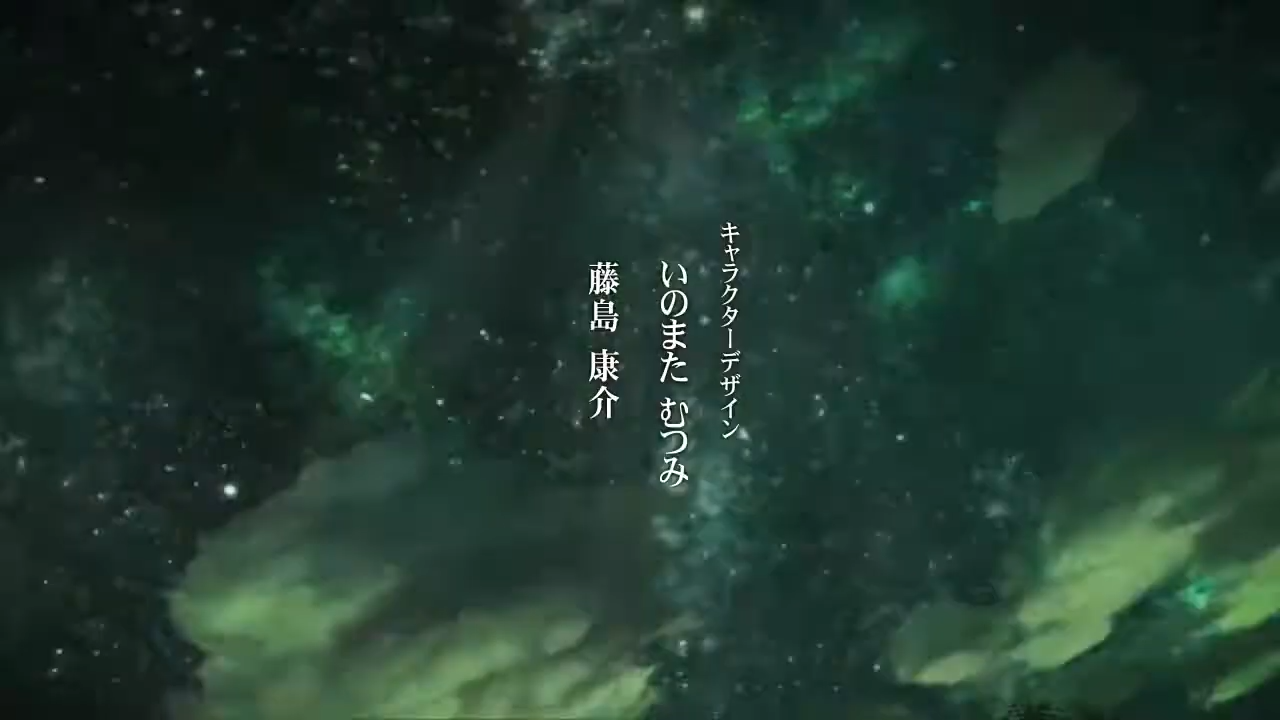 キャラクターデザイン
いのまた むつみ
藤島 康介